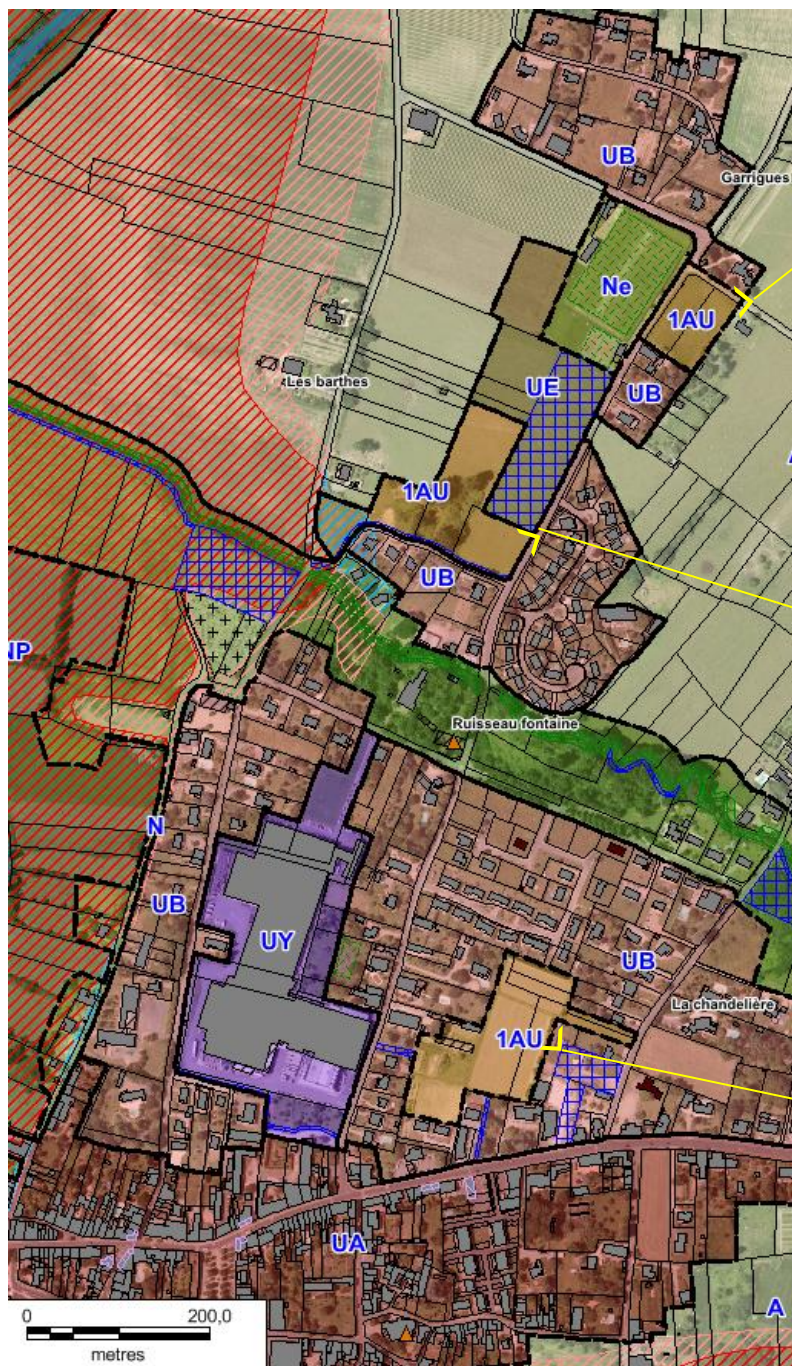 UB
Garrigues
Ne
1AU
Les barthes
UE
UB
1AU
UB
NP
Ruisseau fontaine
N
UB
UY
UB
La chandelière
1AU
UA
A
0 200,0
metres